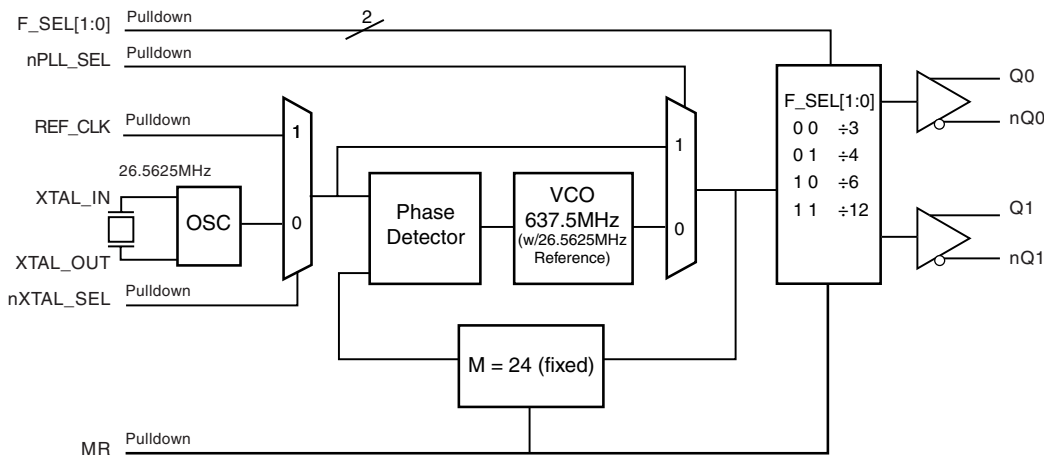 F_SEL[1:0] Pulldown
2
nPLL_SEL Pulldown
REF_CLK Pulldown
1
26.5625MHz
XTAL_IN
OSC
0
XTAL_OUT
nXTAL_SEL Pulldown
Phase
Detector
VCO
637.5MHz
(w/26.5625MHz
Reference)
1
0
M = 24 (fixed)
F_SEL[1:0]
0 0 ÷3
0 1 ÷4
1 0 ÷6
1 1 ÷12
Q0
nQ0
Q1
nQ1
MR Pulldown